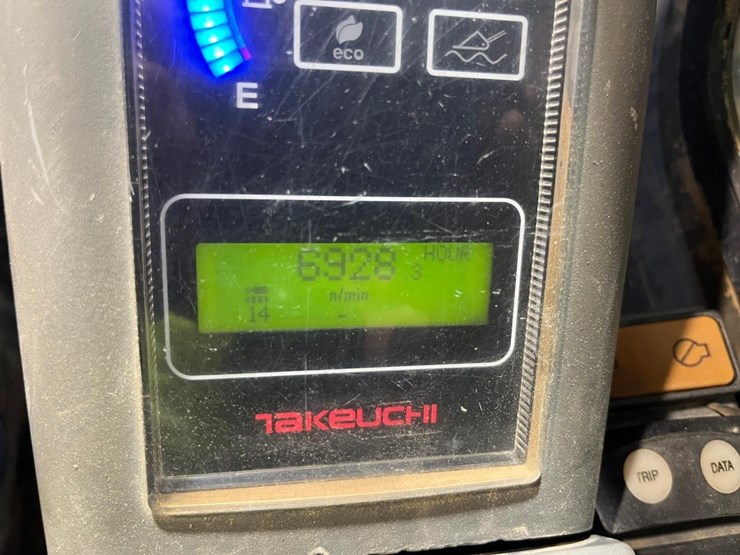 eco
E
6928 3 HOUR
n/min
14 -
TAKEUCHI
TRIP
DATA